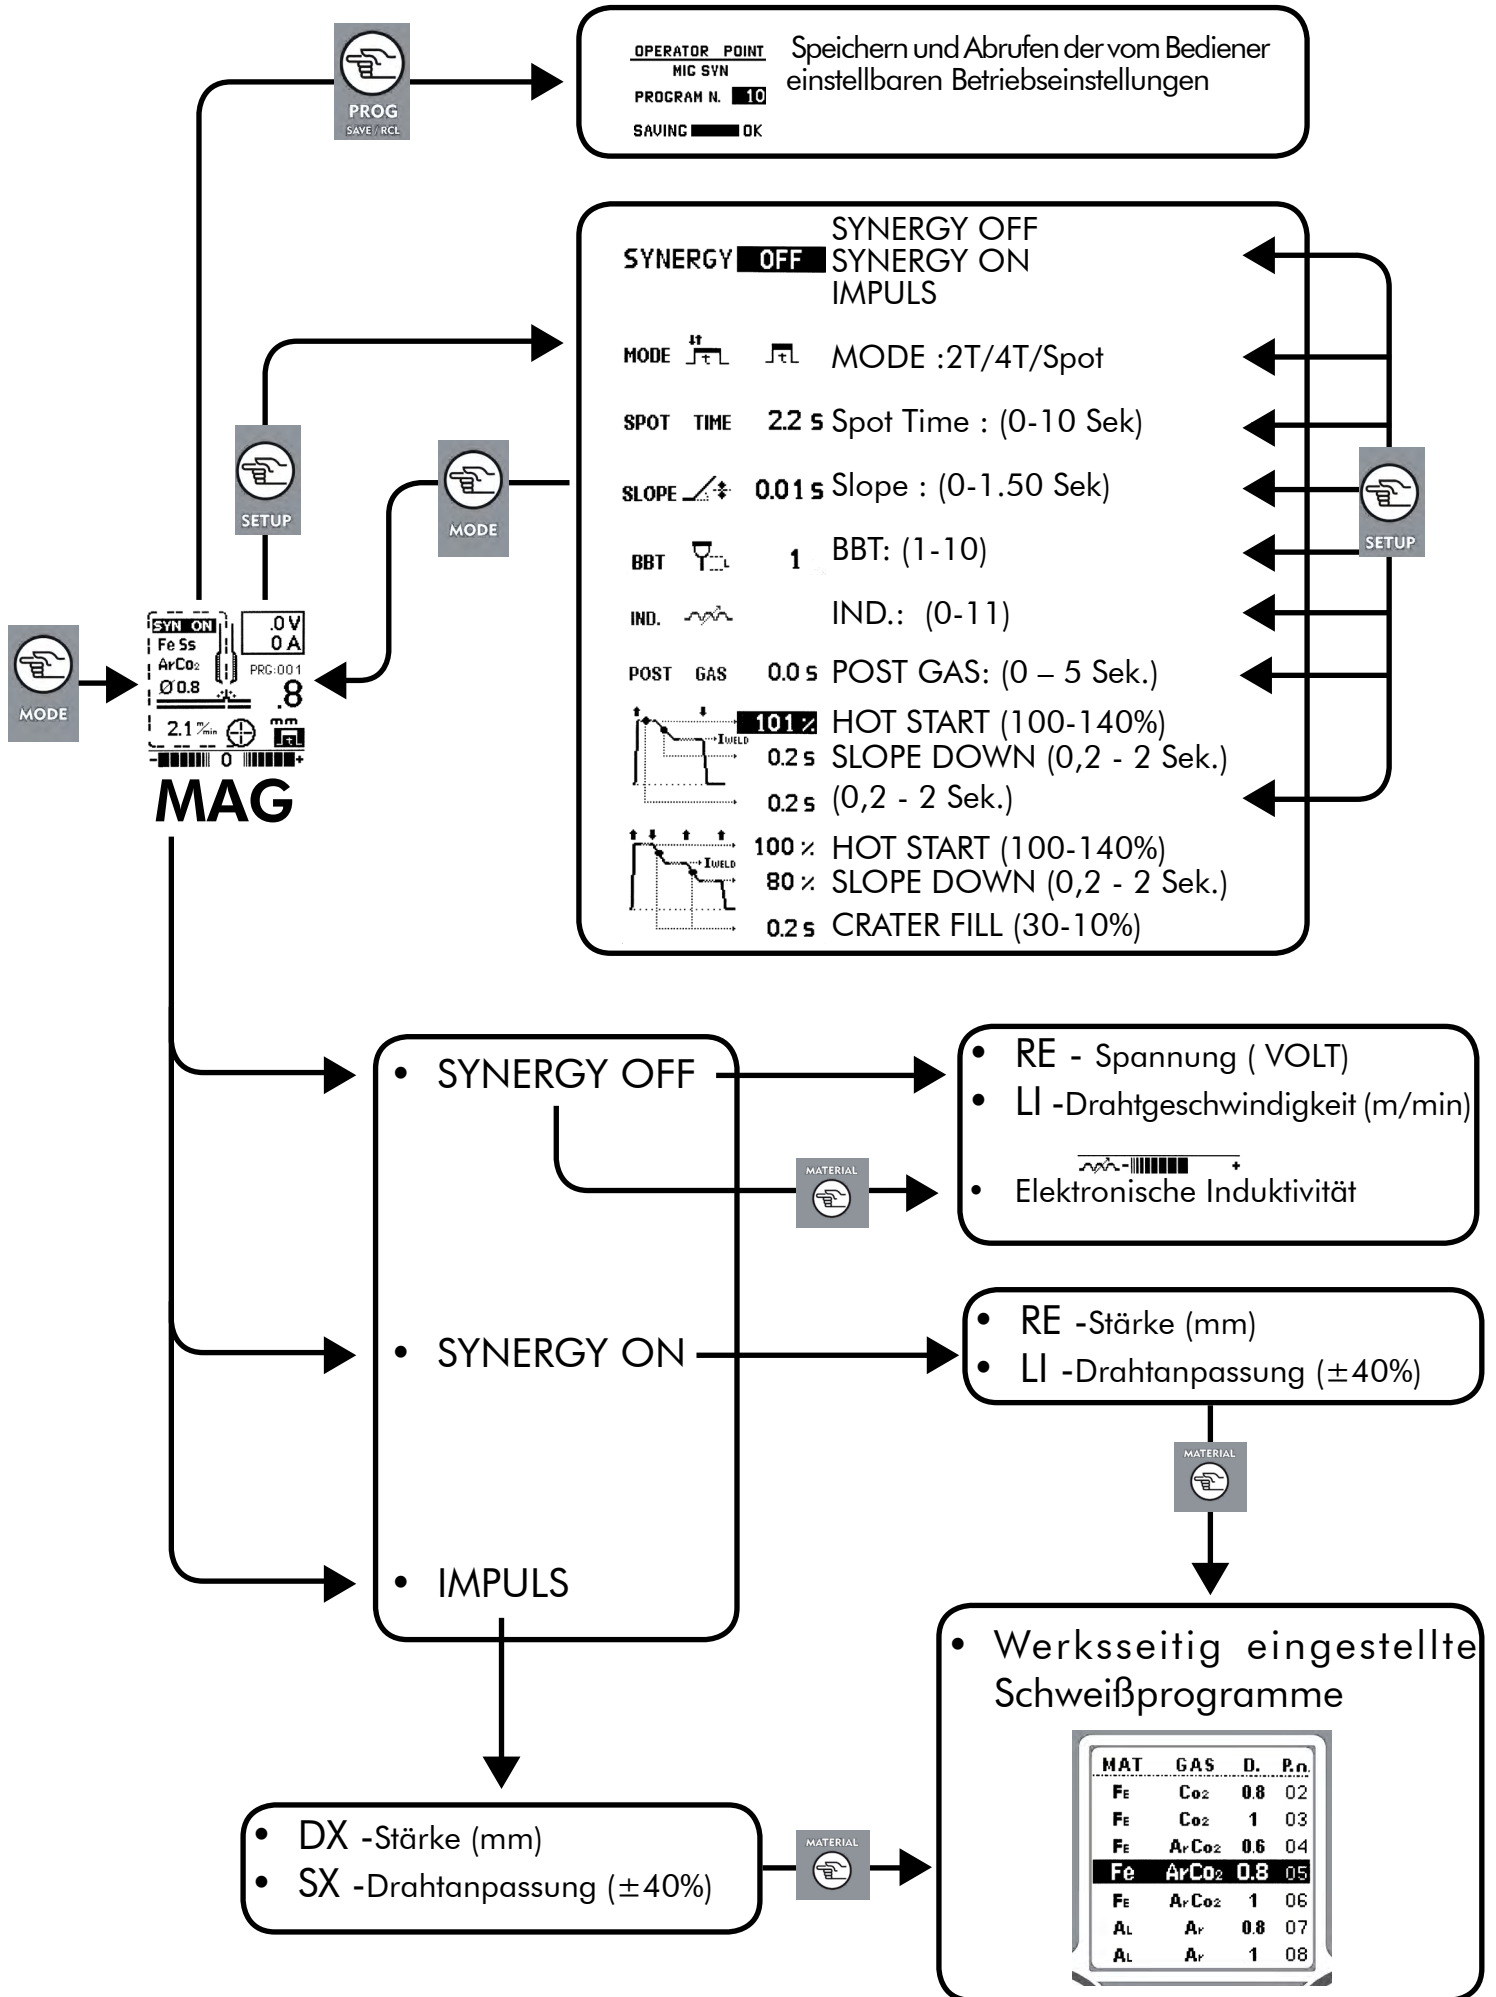 PROG
SAVE / RCL
OPERATOR POINT
MIG SYN
PROGRAM N. 10
SAVING OK
Speichern und Abrufen der vom Bediener
einstellbaren Betriebseinstellungen
SYNERGY OFF
SYNERGY OFF
SYNERGY ON
IMPULS
MODE t t MODE :2T/4T/Spot
SPOT TIME 2.2 s Spot Time : (0-10 Sek)
SLOPE 0.01 s Slope : (0-1.50 Sek)
BBT L 1 BBT: (1-10)
IND. IND.: (0-11)
POST GAS 0.0 s POST GAS: (0 – 5 Sek.)
101 % HOT START (100-140%)
IWELD
0.2 s SLOPE DOWN (0,2 - 2 Sek.)
0.2 s (0,2 - 2 Sek.)
100 % HOT START (100-140%)
IWELD
80 % SLOPE DOWN (0,2 - 2 Sek.)
0.2 s CRATER FILL (30-10%)
SETUP
MODE
SETUP
MODE
SYN ON .0 V
Fe Ss 0 A
ArCo2 PRG:001
Ø 0.8 .8
2.1 m/min mm
- 0 +
MAG
• SYNERGY OFF
• RE - Spannung ( VOLT)
• LI -Drahtgeschwindigkeit (m/min)
- +
• Elektronische Induktivität
MATERIAL
• SYNERGY ON
• RE -Stärke (mm)
• LI -Drahtanpassung (±40%)
MATERIAL
• IMPULS
• DX -Stärke (mm)
• SX -Drahtanpassung (±40%)
MATERIAL
• Werksseitig eingestellte
Schweißprogramme
MAT GAS D. P.n.
FE Co2 0.8 02
FE Co2 1 03
FE ArCo2 0.6 04
Fe ArCo2 0.8 05
FE ArCo2 1 06
AL Ar 0.8 07
AL Ar 1 08